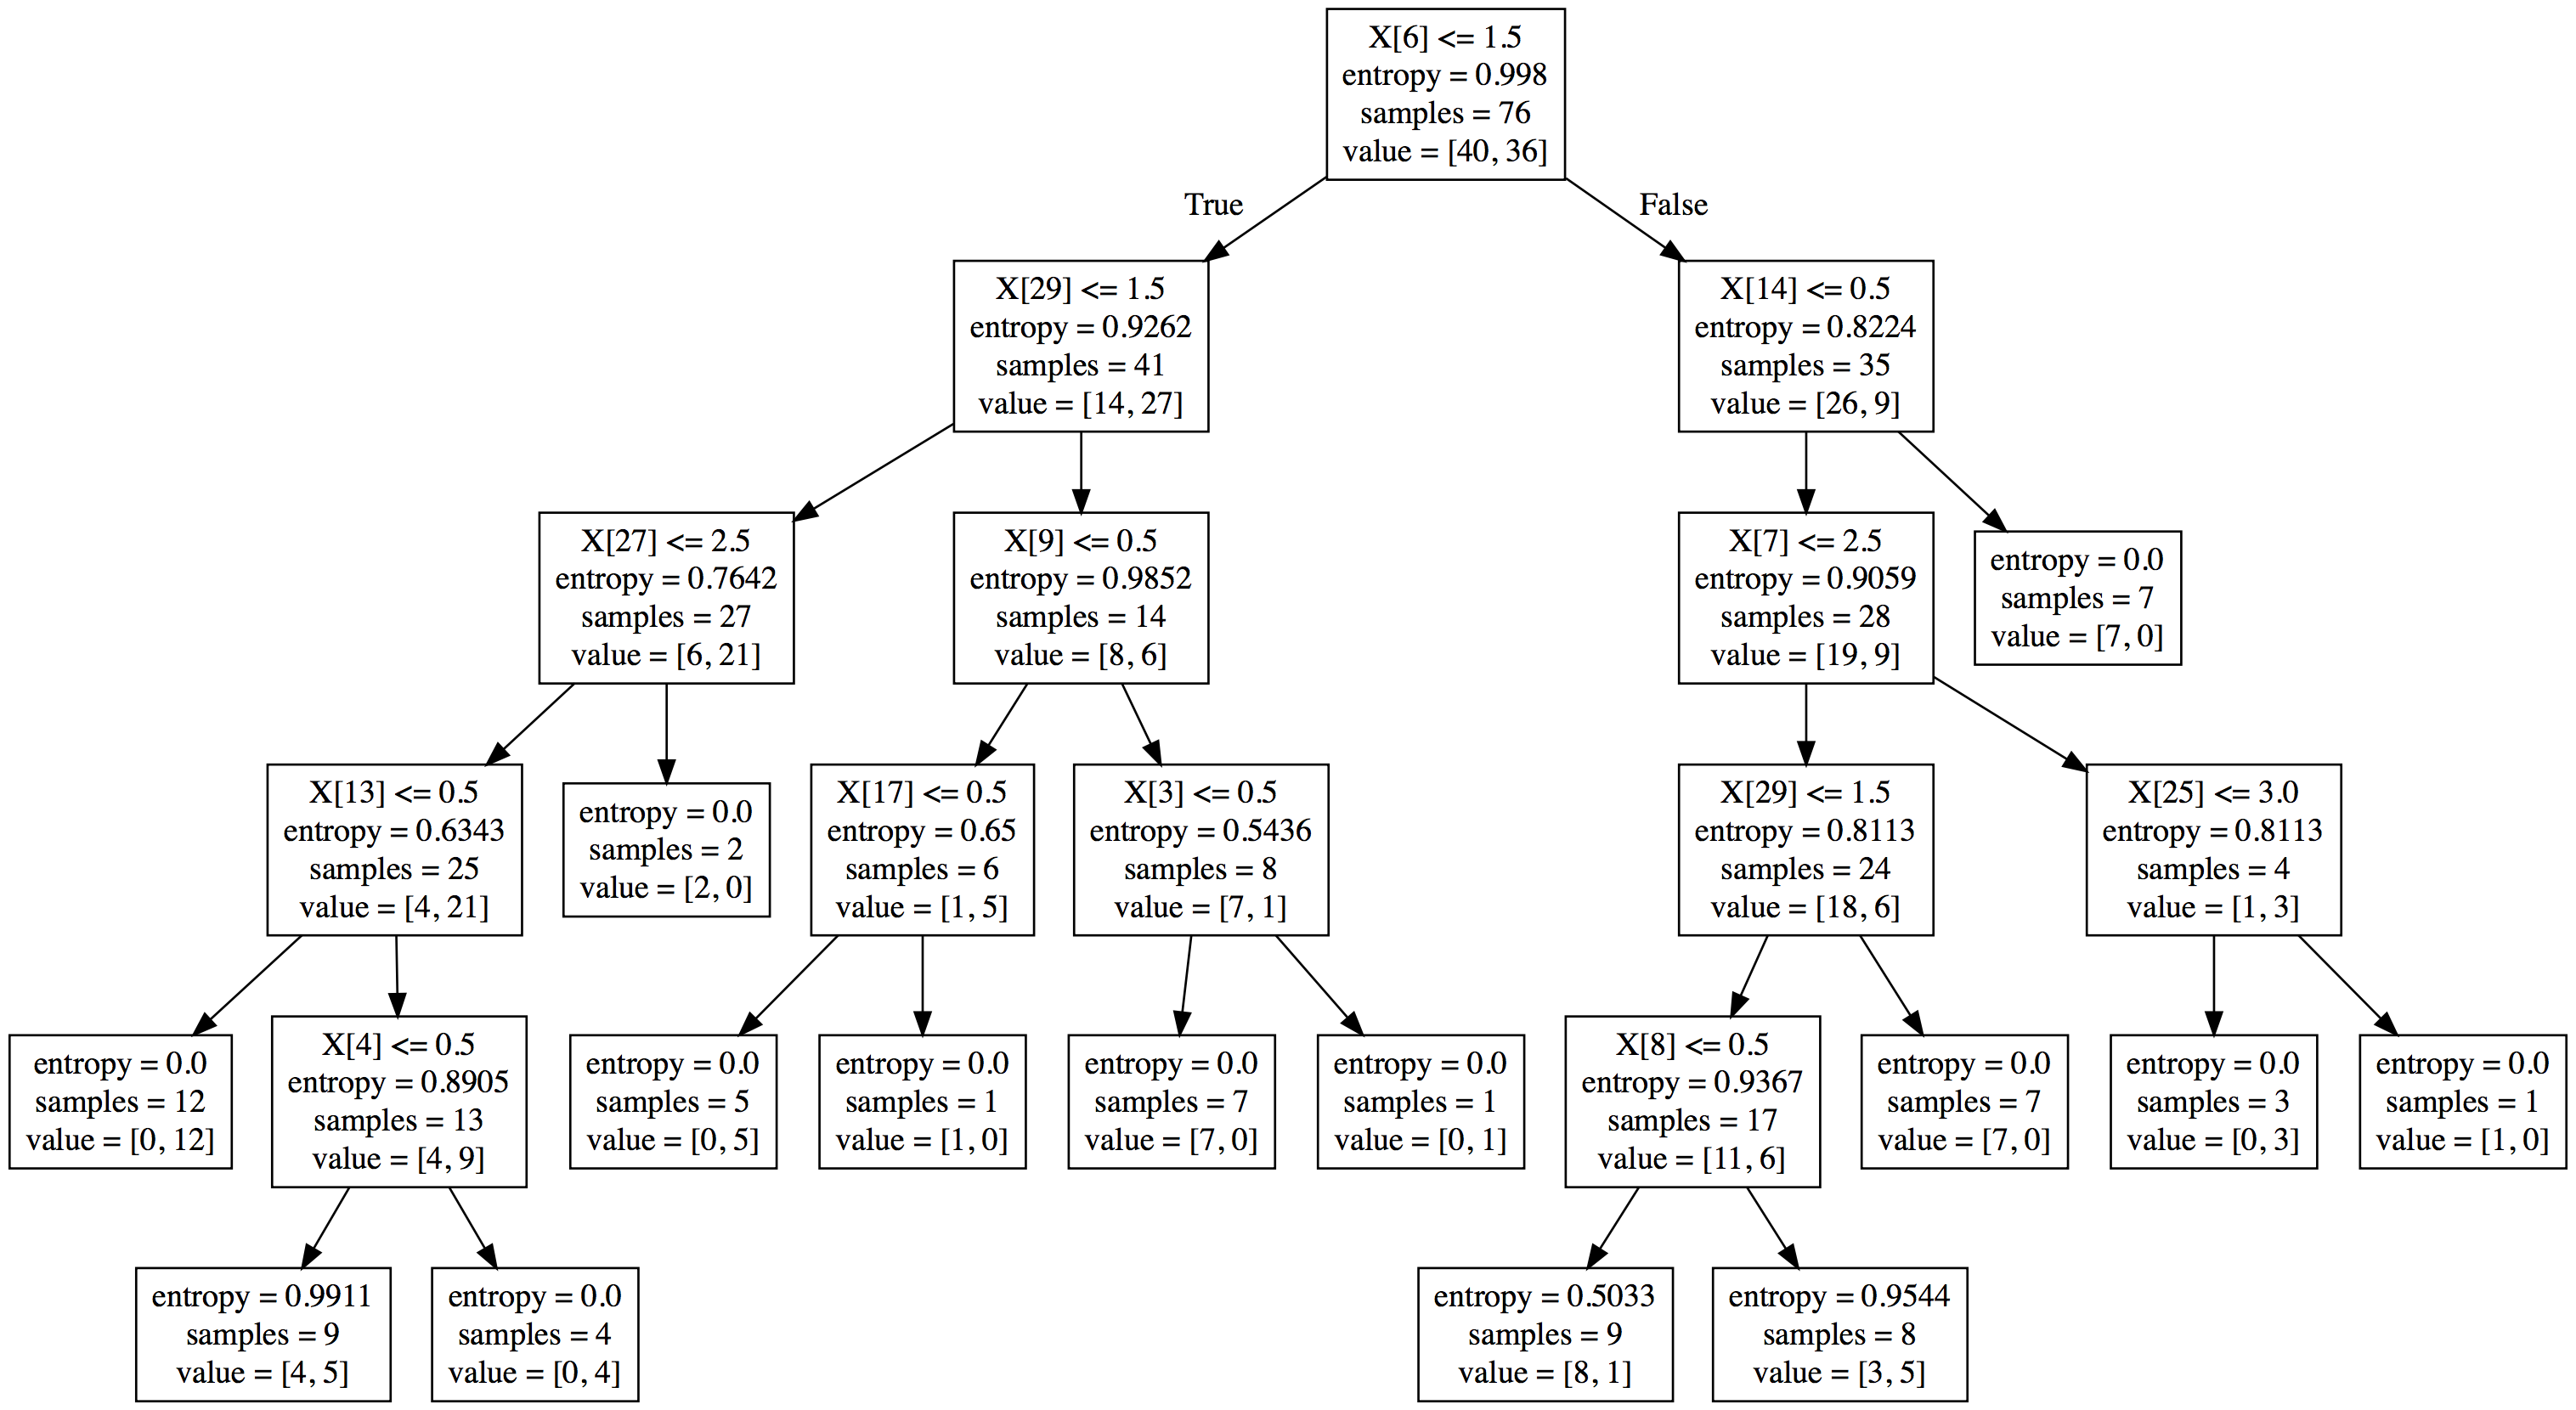 X[6] <= 1.5
entropy = 0.998
samples = 76
value = [40, 36]
True
False
X[29] <= 1.5
entropy = 0.9262
samples = 41
value = [14, 27]
X[14] <= 0.5
entropy = 0.8224
samples = 35
value = [26, 9]
X[27] <= 2.5
entropy = 0.7642
samples = 27
value = [6, 21]
X[9] <= 0.5
entropy = 0.9852
samples = 14
value = [8, 6]
X[7] <= 2.5
entropy = 0.9059
samples = 28
value = [19, 9]
entropy = 0.0
samples = 7
value = [7, 0]
X[13] <= 0.5
entropy = 0.6343
samples = 25
value = [4, 21]
entropy = 0.0
samples = 2
value = [2, 0]
X[17] <= 0.5
entropy = 0.65
samples = 6
value = [1, 5]
X[3] <= 0.5
entropy = 0.5436
samples = 8
value = [7, 1]
X[29] <= 1.5
entropy = 0.8113
samples = 24
value = [18, 6]
X[25] <= 3.0
entropy = 0.8113
samples = 4
value = [1, 3]
entropy = 0.0
samples = 12
value = [0, 12]
X[4] <= 0.5
entropy = 0.8905
samples = 13
value = [4, 9]
entropy = 0.0
samples = 5
value = [0, 5]
entropy = 0.0
samples = 1
value = [1, 0]
entropy = 0.0
samples = 7
value = [7, 0]
entropy = 0.0
samples = 1
value = [0, 1]
X[8] <= 0.5
entropy = 0.9367
samples = 17
value = [11, 6]
entropy = 0.0
samples = 7
value = [7, 0]
entropy = 0.0
samples = 3
value = [0, 3]
entropy = 0.0
samples = 1
value = [1, 0]
entropy = 0.9911
samples = 9
value = [4, 5]
entropy = 0.0
samples = 4
value = [0, 4]
entropy = 0.5033
samples = 9
value = [8, 1]
entropy = 0.9544
samples = 8
value = [3, 5]